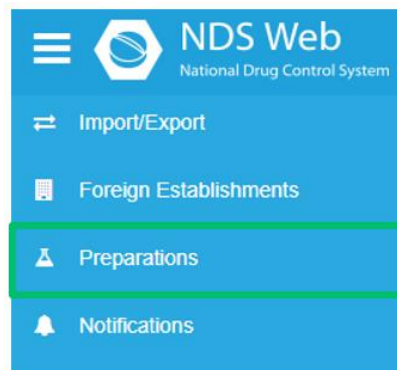 NDS Web
National Drug Control System
Import/Export
Foreign Establishments
Preparations
Notifications